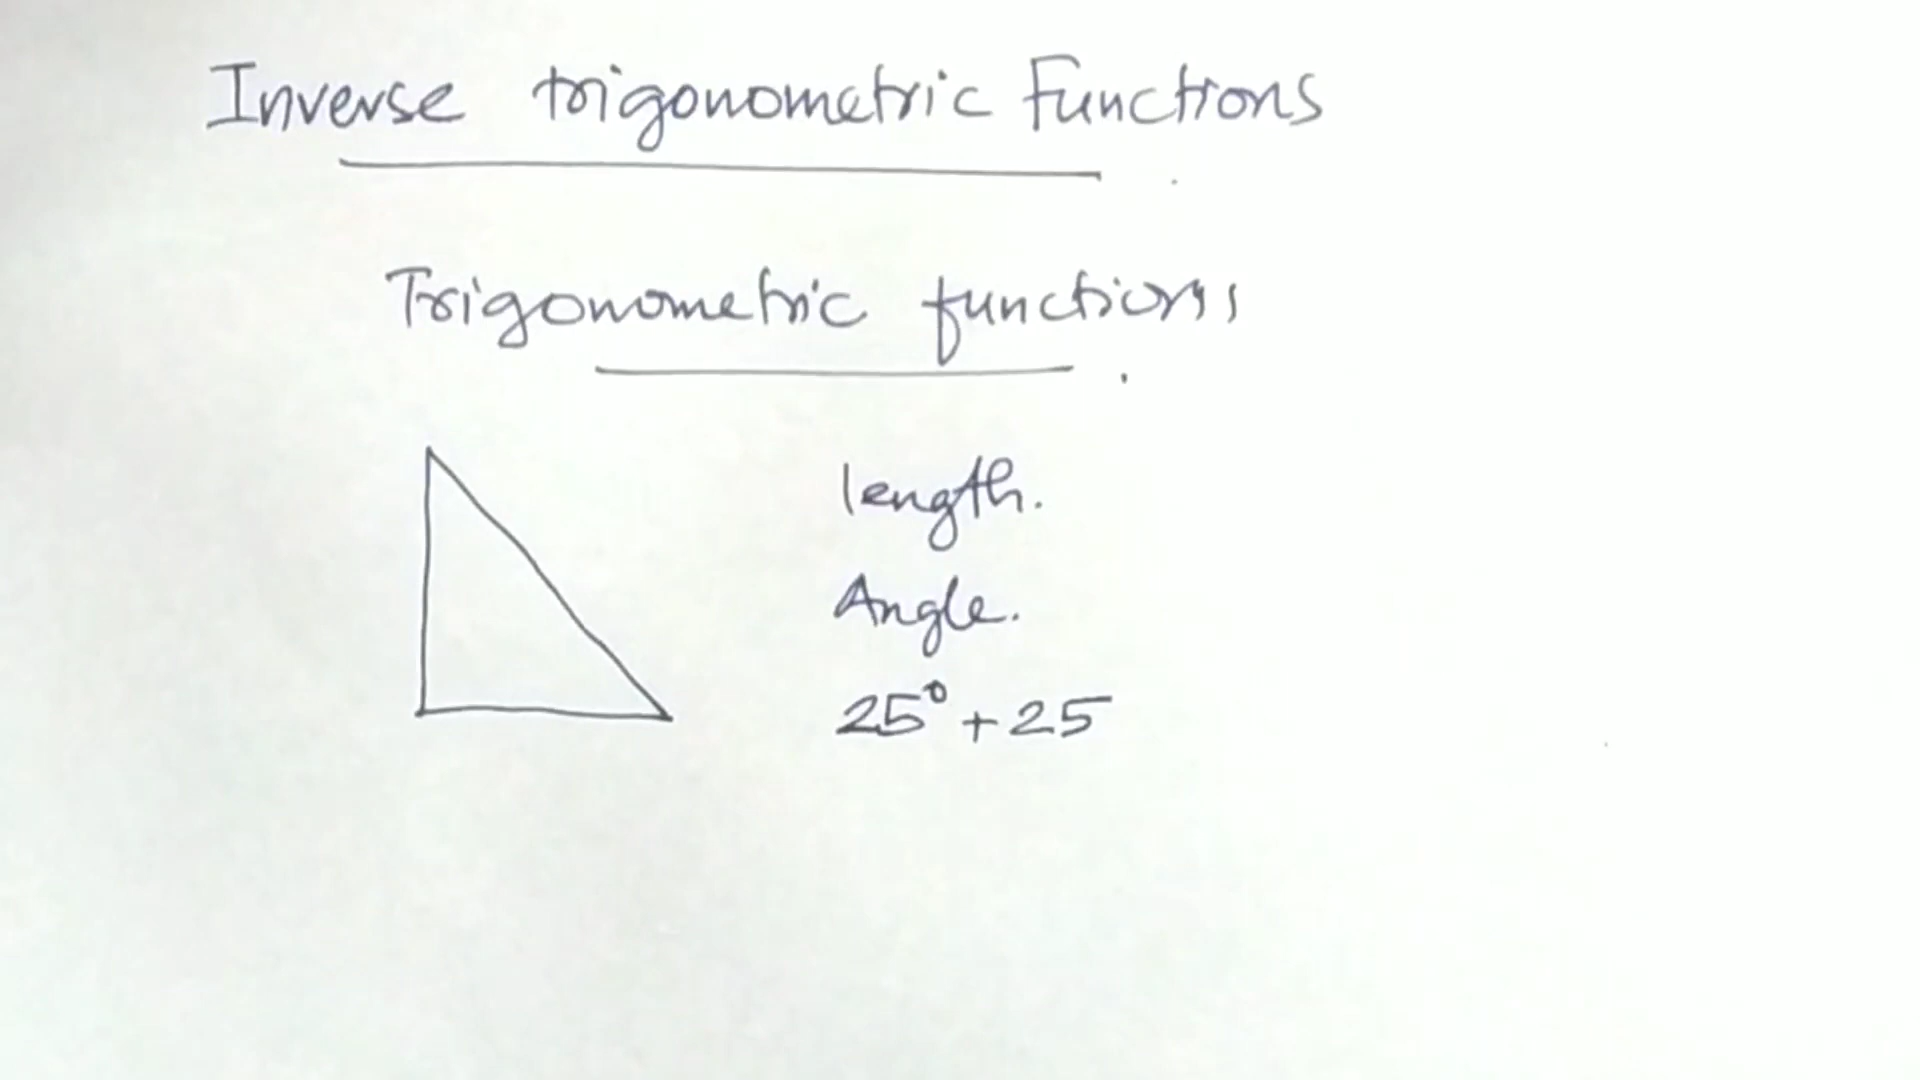 Inverse trigonometric Functions
Trigonometric functions
length.
Angle.
25° + 25